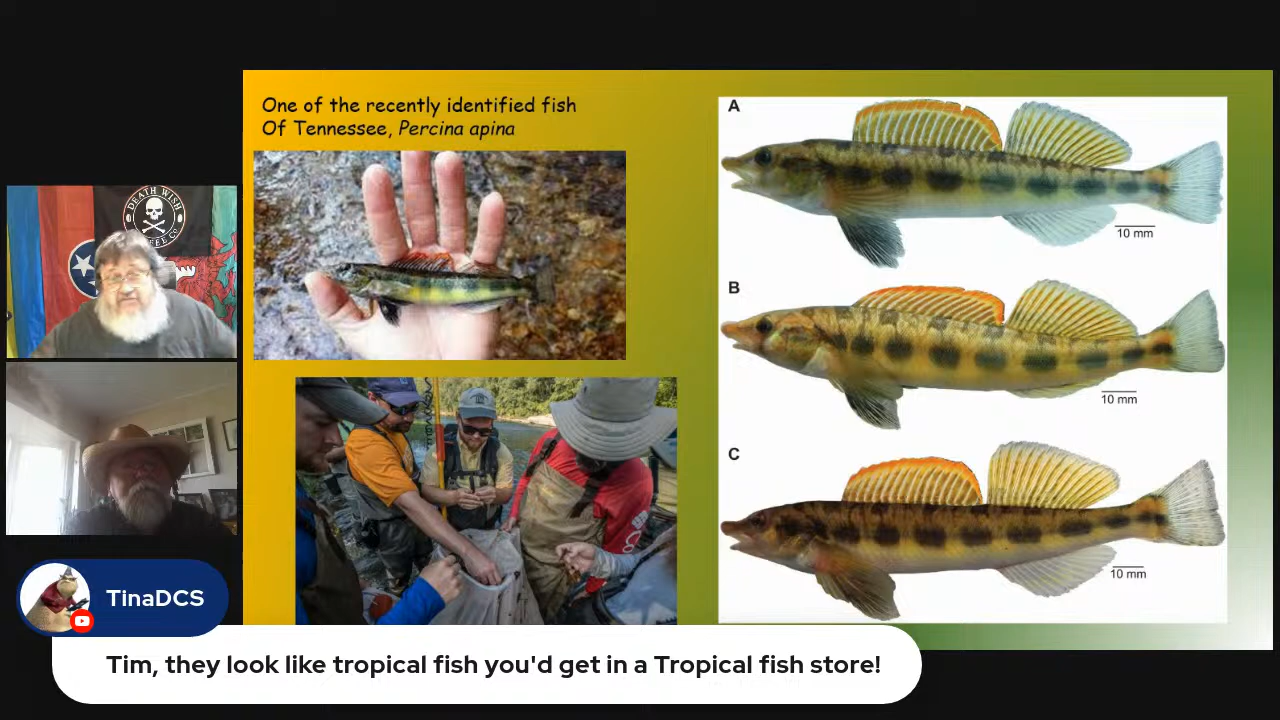 One of the recently identified fish
Of Tennessee, Percina apina
A
10 mm
B
10 mm
C
10 mm
DEATH WISH
TinaDCS
Tim, they look like tropical fish you'd get in a Tropical fish store!